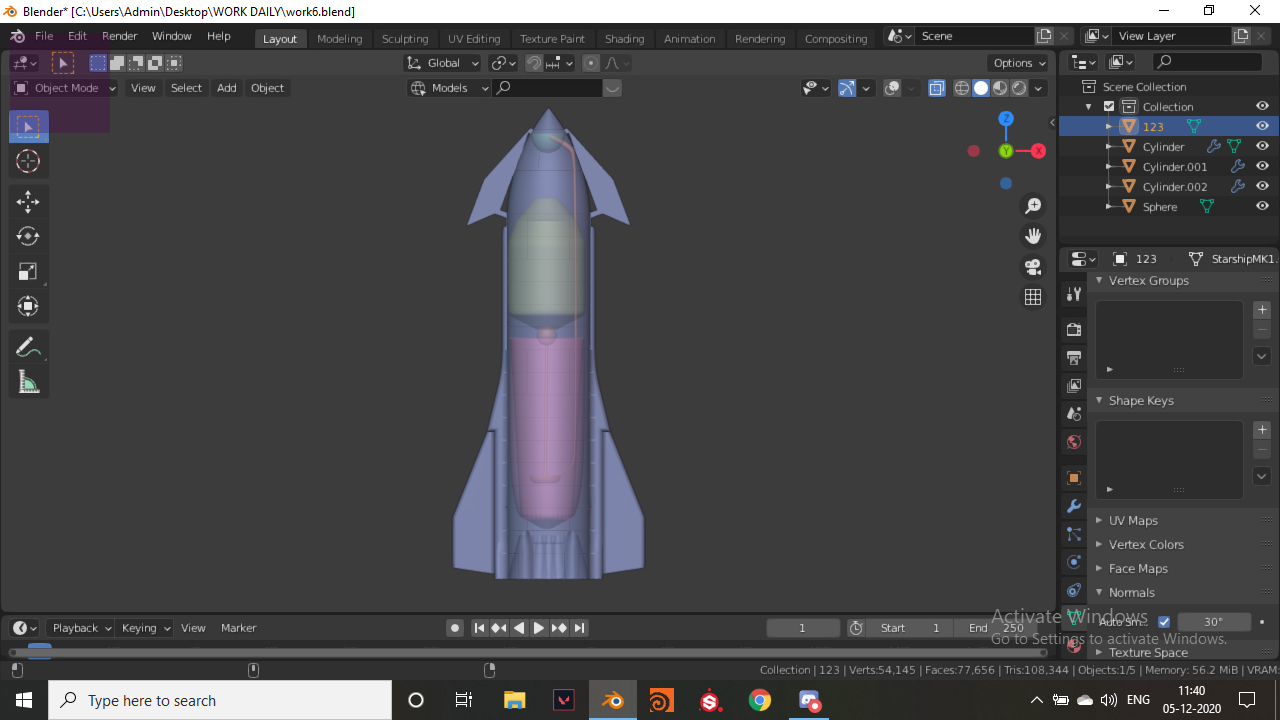 Blender* [C:\Users\Admin\Desktop\WORK DAILY\work6.blend]
File Edit Render Window Help Layout Modeling Sculpting UV Editing Texture Paint Shading Animation Rendering Compositing Scene View Layer
Global Options
Object Mode View Select Add Object Models
Scene Collection
Collection
123
Cylinder
Cylinder.001
Cylinder.002
Sphere
Z
Y
X
123 StarshipMK1.
Vertex Groups
Shape Keys
UV Maps
Vertex Colors
Face Maps
Normals
Auto Sm. 30°
Texture Space
Activate Windows
Go to Settings to activate Windows.
Playback Keying View Marker 1 Start 1 End 250
Collection | 123 | Verts:54,145 | Faces:77,656 | Tris:108,344 | Objects:1/5 | Memory: 56.2 MiB | VRAM:
Type here to search
ENG
11:40
05-12-2020